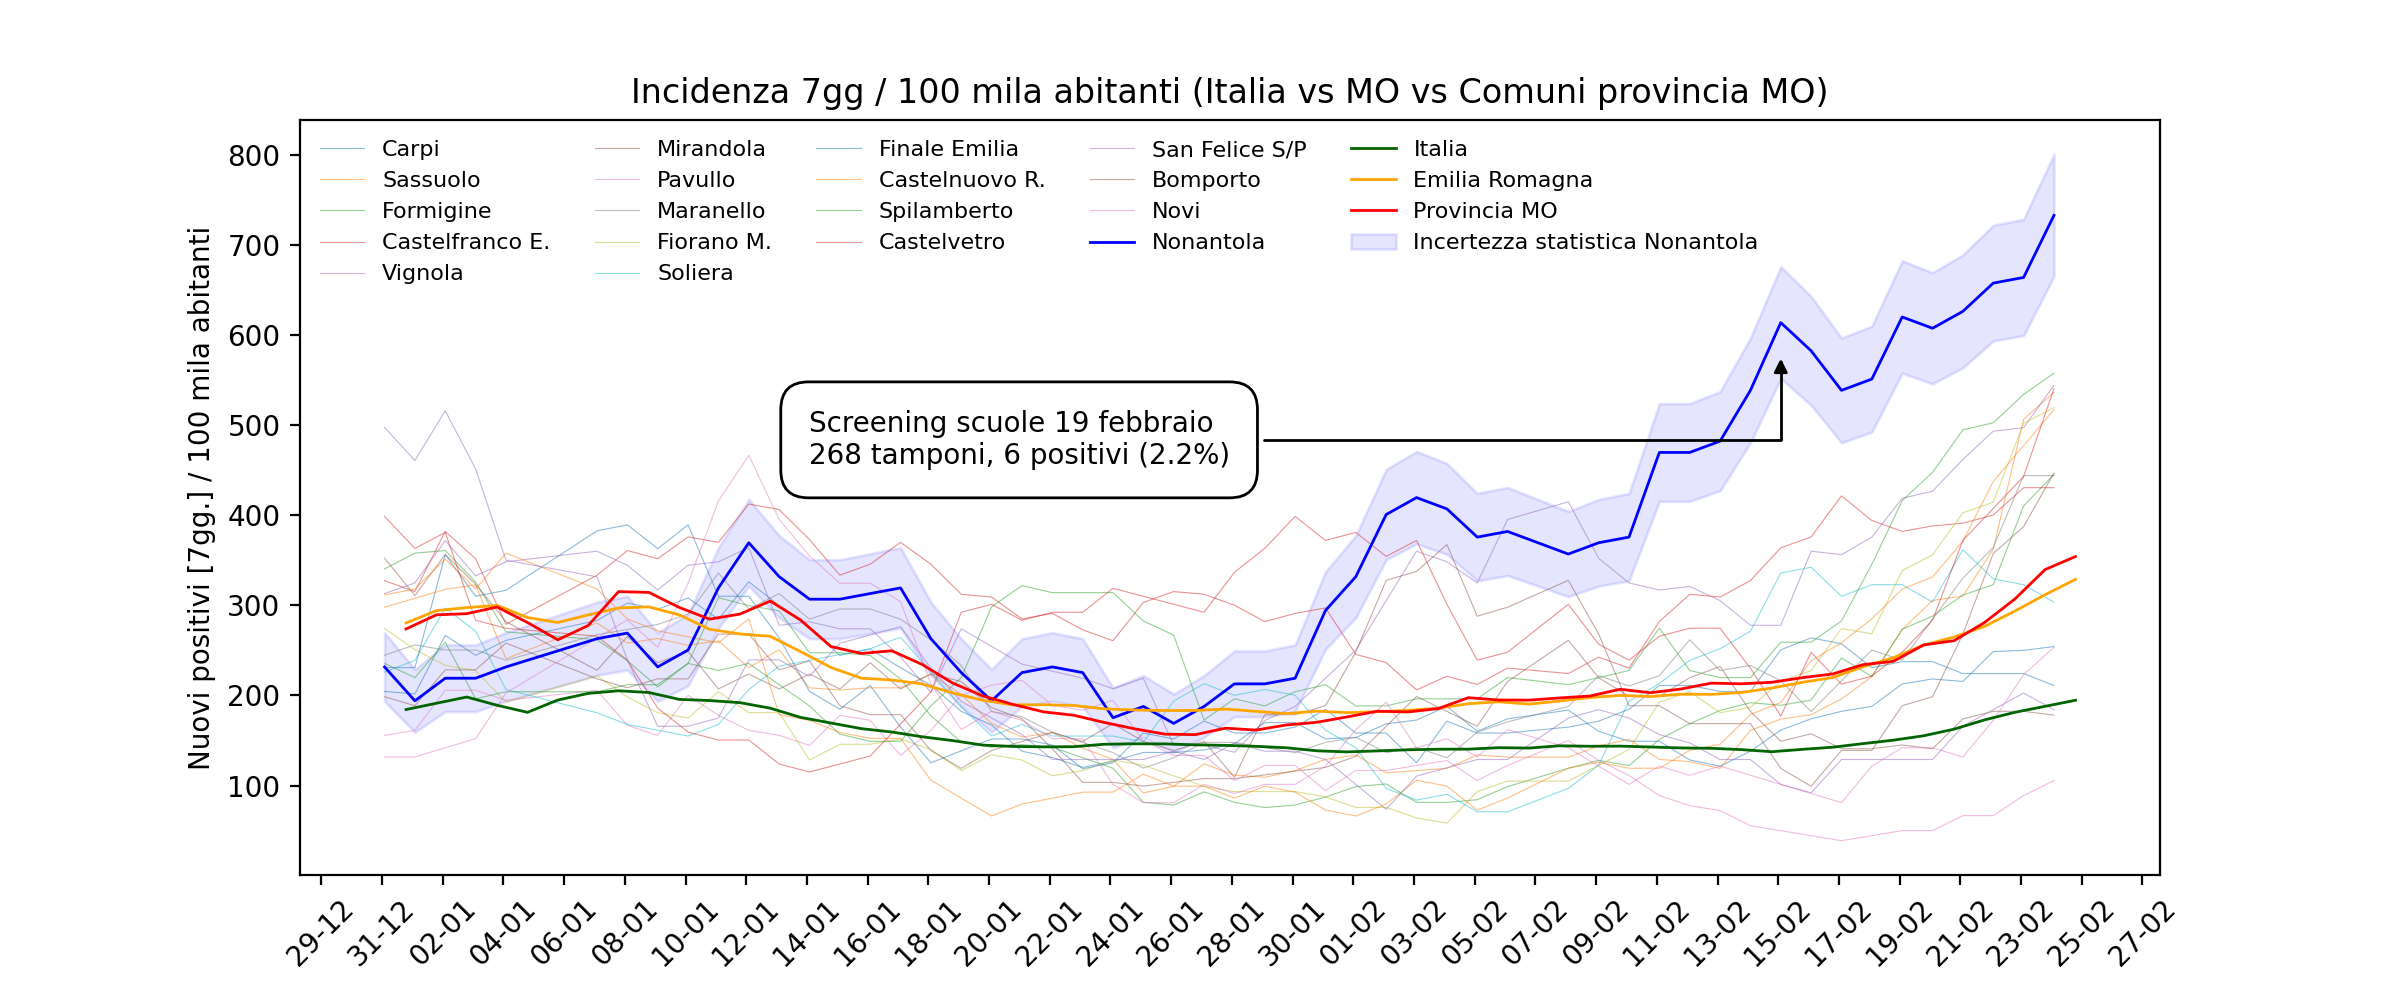 Incidenza 7gg / 100 mila abitanti (Italia vs MO vs Comuni provincia MO)
Nuovi positivi [7gg.] / 100 mila abitanti
800
700
600
500
400
300
200
100
Carpi
Sassuolo
Formigine
Castelfranco E.
Vignola
Mirandola
Pavullo
Maranello
Fiorano M.
Soliera
Finale Emilia
Castelnuovo R.
Spilamberto
Castelvetro
San Felice S/P
Bomporto
Novi
Nonantola
Italia
Emilia Romagna
Provincia MO
Incertezza statistica Nonantola
Screening scuole 19 febbraio
268 tamponi, 6 positivi (2.2%)
29-12
31-12
02-01
04-01
06-01
08-01
10-01
12-01
14-01
16-01
18-01
20-01
22-01
24-01
26-01
28-01
30-01
01-02
03-02
05-02
07-02
09-02
11-02
13-02
15-02
17-02
19-02
21-02
23-02
25-02
27-02